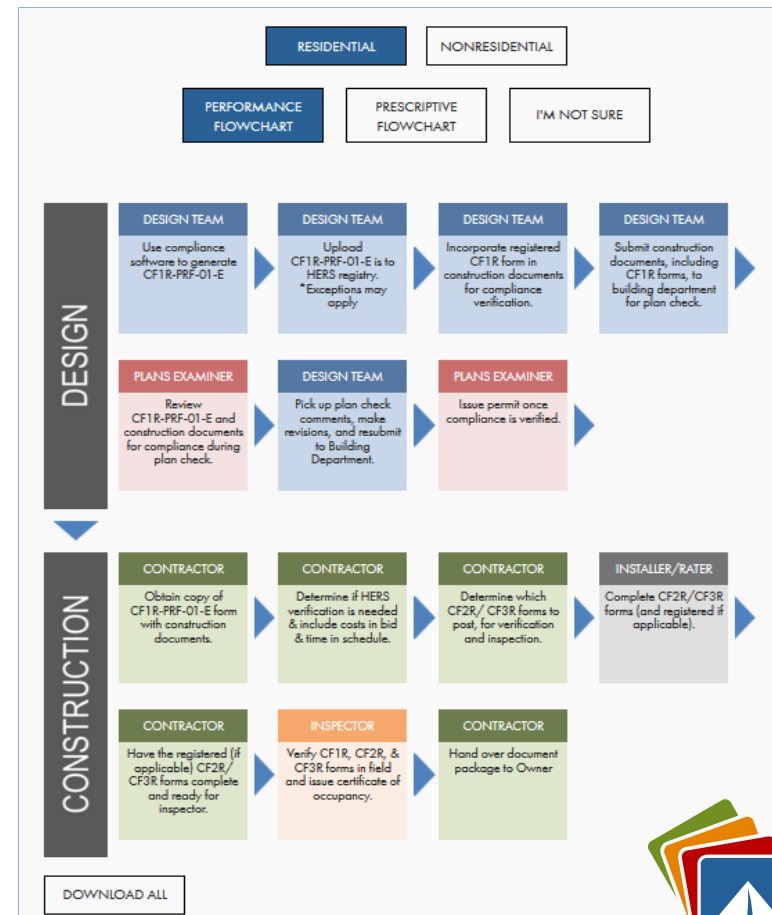 RESIDENTIAL
NONRESIDENTIAL
PERFORMANCE
FLOWCHART
PRESCRIPTIVE
FLOWCHART
I'M NOT SURE
DESIGN
DESIGN TEAM
Use compliance
software to generate
CF1R-PRF-01-E
DESIGN TEAM
Upload
CF1R-PRF-01-E is to
HERS registry.
*Exceptions may
apply
DESIGN TEAM
Incorporate registered
CF1R form in
construction documents
for compliance
verification.
DESIGN TEAM
Submit construction
documents, including
CF1R forms, to
building department
for plan check.
PLANS EXAMINER
Review
CF1R-PRF-01-E and
construction documents
for compliance during
plan check.
DESIGN TEAM
Pick up plan check
comments, make
revisions, and resubmit
to Building
Department.
PLANS EXAMINER
Issue permit once
compliance is verified.
CONSTRUCTION
CONTRACTOR
Obtain copy of
CF1R-PRF-01-E form
with construction
documents.
CONTRACTOR
Determine if HERS
verification is needed
& include costs in bid
& time in schedule.
CONTRACTOR
Determine which
CF2R/ CF3R forms to
post, for verification
and inspection.
INSTALLER/RATER
Complete CF2R/CF3R
forms (and registered if
applicable).
CONTRACTOR
Have the registered (if
applicable) CF2R/
CF3R forms complete
and ready for
inspector.
INSPECTOR
Verify CF1R, CF2R, &
CF3R forms in field
and issue certificate of
occupancy.
CONTRACTOR
Hand over document
package to Owner
DOWNLOAD ALL